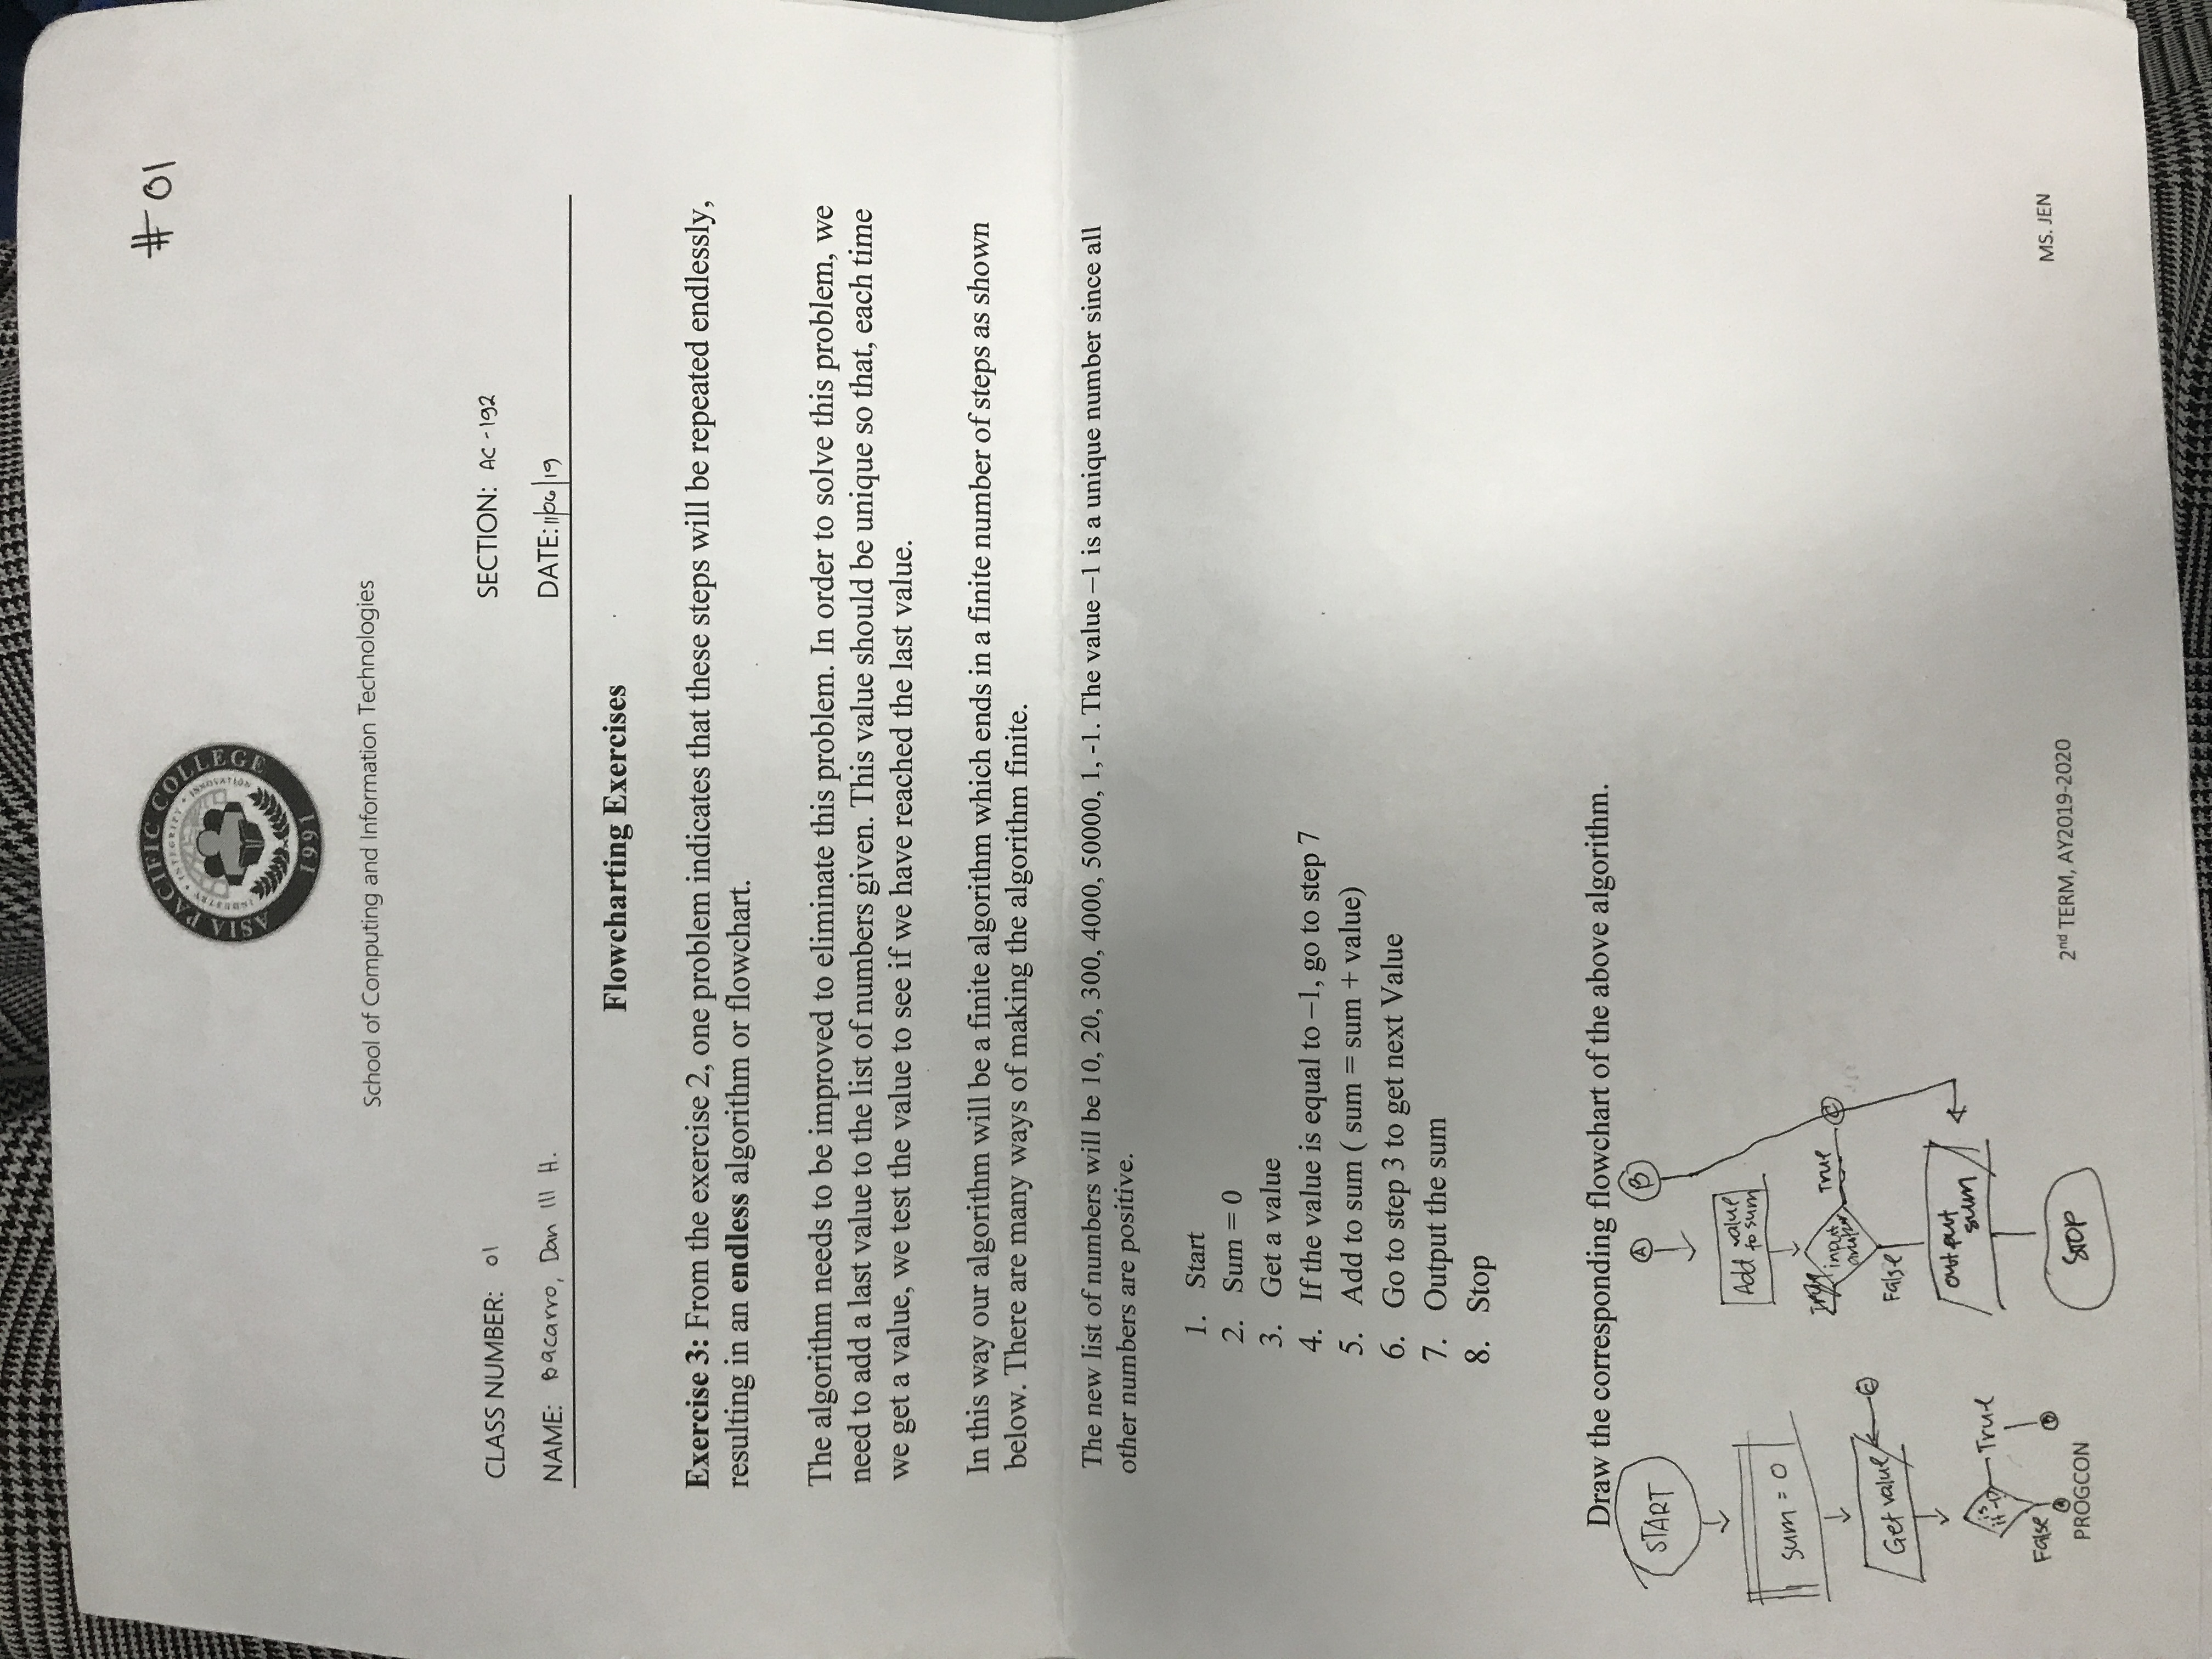 # 01
ASIA PACIFIC COLLEGE
INDUSTRY • INTEGRITY • INNOVATION
1991
School of Computing and Information Technologies
CLASS NUMBER: 01
SECTION: AC-192
NAME: Bacarro, Dan III H.
DATE: 11/06/19
Flowcharting Exercises
Exercise 3: From the exercise 2, one problem indicates that these steps will be repeated endlessly,
resulting in an endless algorithm or flowchart.
The algorithm needs to be improved to eliminate this problem. In order to solve this problem, we
need to add a last value to the list of numbers given. This value should be unique so that, each time
we get a value, we test the value to see if we have reached the last value.
In this way our algorithm will be a finite algorithm which ends in a finite number of steps as shown
below. There are many ways of making the algorithm finite.
The new list of numbers will be 10, 20, 300, 4000, 50000, 1, -1. The value –1 is a unique number since all
other numbers are positive.
1. Start
2. Sum = 0
3. Get a value
4. If the value is equal to –1, go to step 7
5. Add to sum ( sum = sum + value)
6. Go to step 3 to get next Value
7. Output the sum
8. Stop
Draw the corresponding flowchart of the above algorithm.
START
sum = 0
Get value
C
is
it -1?
True
False
A
B
A
B
Add value
to sum
True
input
another
True
C
False
output
sum
STOP
PROGCON
2nd TERM, AY2019-2020
MS. JEN